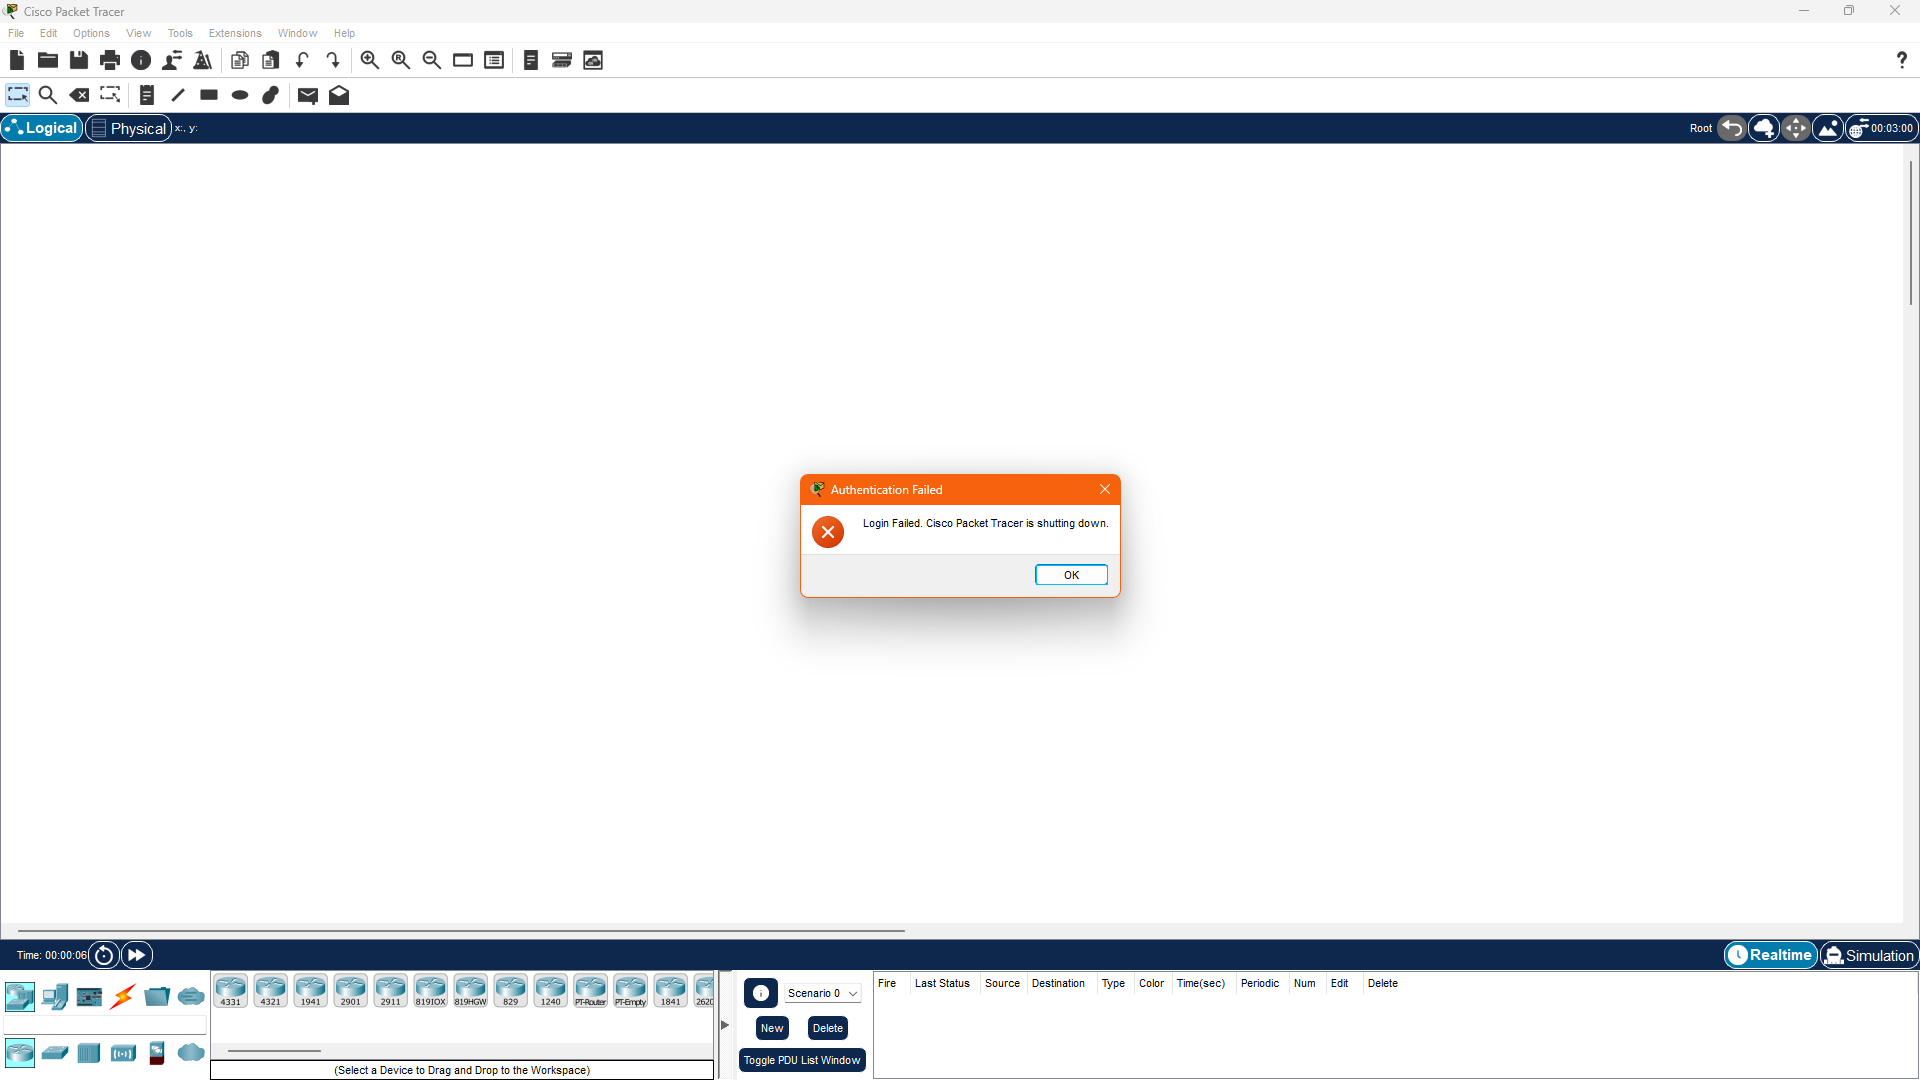 Cisco Packet Tracer
File Edit Options View Tools Extensions Window Help
Logical Physical x:, y: Root 00:03:00
Authentication Failed
Login Failed. Cisco Packet Tracer is shutting down.
OK
Time: 00:00:06 Realtime Simulation
4331 4321 1941 2901 2911 819IOX 819HGW 829 1240 PT-Router PT-Empty 1841 2620
Scenario 0
Fire Last Status Source Destination Type Color Time(sec) Periodic Num Edit Delete
New Delete
Toggle PDU List Window
(Select a Device to Drag and Drop to the Workspace)